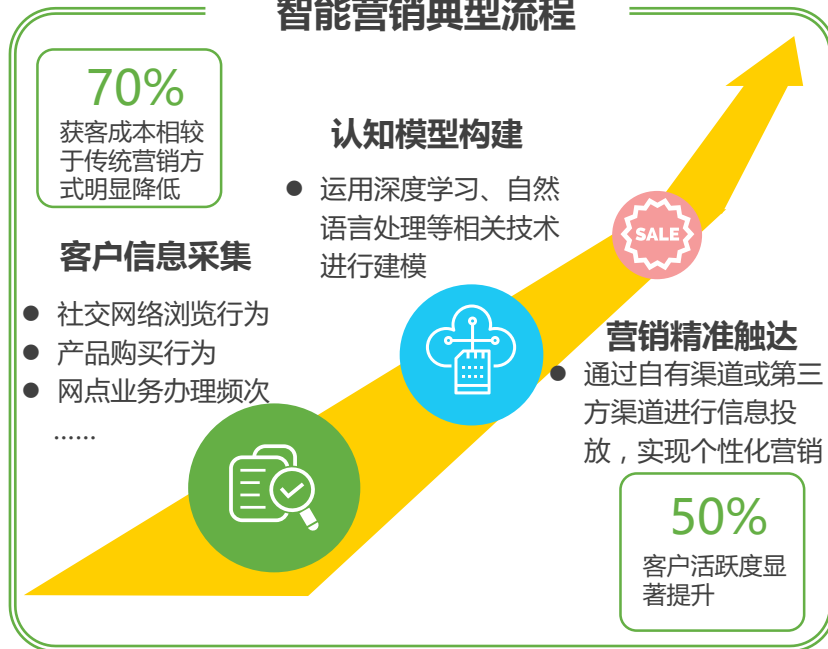 智能营销典型流程
70%
获客成本相较
于传统营销方
式明显降低
认知模型构建
● 运用深度学习、自然
语言处理等相关技术
进行建模
客户信息采集
● 社交网络浏览行为
● 产品购买行为
● 网点业务办理频次
……
SALE
营销精准触达
● 通过自有渠道或第三
方渠道进行信息投
放，实现个性化营销
50%
客户活跃度显
著提升